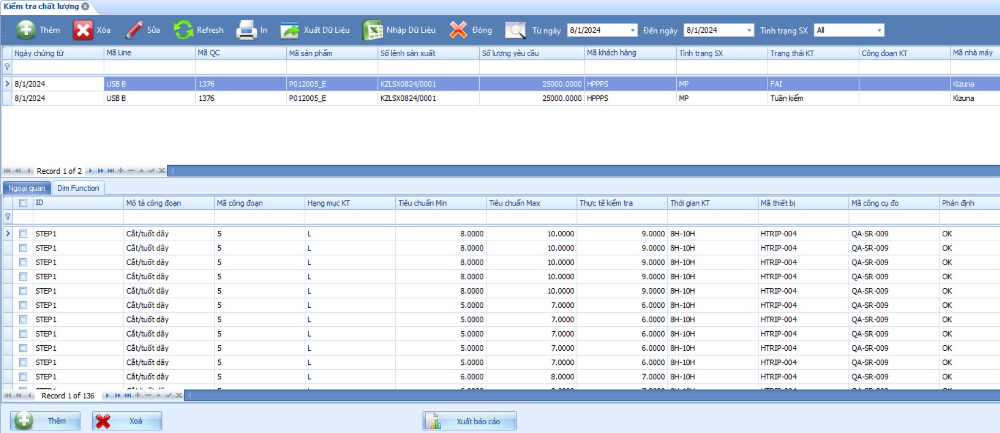 Kiểm tra chất lượng
Thêm Xóa Sửa Refresh In Xuất Dữ Liệu Nhập Dữ Liệu Đóng Từ ngày 8/1/2024 Đến ngày 8/1/2024 Tình trạng SX All
Ngày chứng từ Mã Line Mã QC Mã sản phẩm Số lệnh sản xuất Số lượng yêu cầu Mã khách hàng Tình trạng SX Trạng thái KT Công đoạn KT Mã nhà máy
8/1/2024 USB B 1376 P012005_E KZLSX0824/0001 25000.0000 HPPPS MP FAI Kizuna
8/1/2024 USB B 1376 P012005_E KZLSX0824/0001 25000.0000 HPPPS MP Tuần kiểm Kizuna
Record 1 of 2
Ngoại quan Dim Function
ID Mô tả công đoạn Mã công đoạn Hạng mục KT Tiêu chuẩn Min Tiêu chuẩn Max Thực tế kiểm tra Thời gian KT Mã thiết bị Mã công cụ đo Phán định
STEP1 Cắt/tuốt dây 5 L 8.0000 10.0000 9.0000 8H-10H HTRIP-004 QA-SR-009 OK
STEP1 Cắt/tuốt dây 5 L 8.0000 10.0000 9.0000 8H-10H HTRIP-004 QA-SR-009 OK
STEP1 Cắt/tuốt dây 5 L 8.0000 10.0000 9.0000 8H-10H HTRIP-004 QA-SR-009 OK
STEP1 Cắt/tuốt dây 5 L 8.0000 10.0000 9.0000 8H-10H HTRIP-004 QA-SR-009 OK
STEP1 Cắt/tuốt dây 5 L 8.0000 10.0000 9.0000 8H-10H HTRIP-004 QA-SR-009 OK
STEP1 Cắt/tuốt dây 5 L 5.0000 7.0000 6.0000 8H-10H HTRIP-004 QA-SR-009 OK
STEP1 Cắt/tuốt dây 5 L 5.0000 7.0000 6.0000 8H-10H HTRIP-004 QA-SR-009 OK
STEP1 Cắt/tuốt dây 5 L 5.0000 7.0000 6.0000 8H-10H HTRIP-004 QA-SR-009 OK
STEP1 Cắt/tuốt dây 5 L 5.0000 7.0000 6.0000 8H-10H HTRIP-004 QA-SR-009 OK
STEP1 Cắt/tuốt dây 5 L 5.0000 7.0000 6.0000 8H-10H HTRIP-004 QA-SR-009 OK
STEP1 Cắt/tuốt dây 5 L 6.0000 8.0000 7.0000 8H-10H HTRIP-004 QA-SR-009 OK
Record 1 of 136
Thêm Xoá Xuất báo cáo